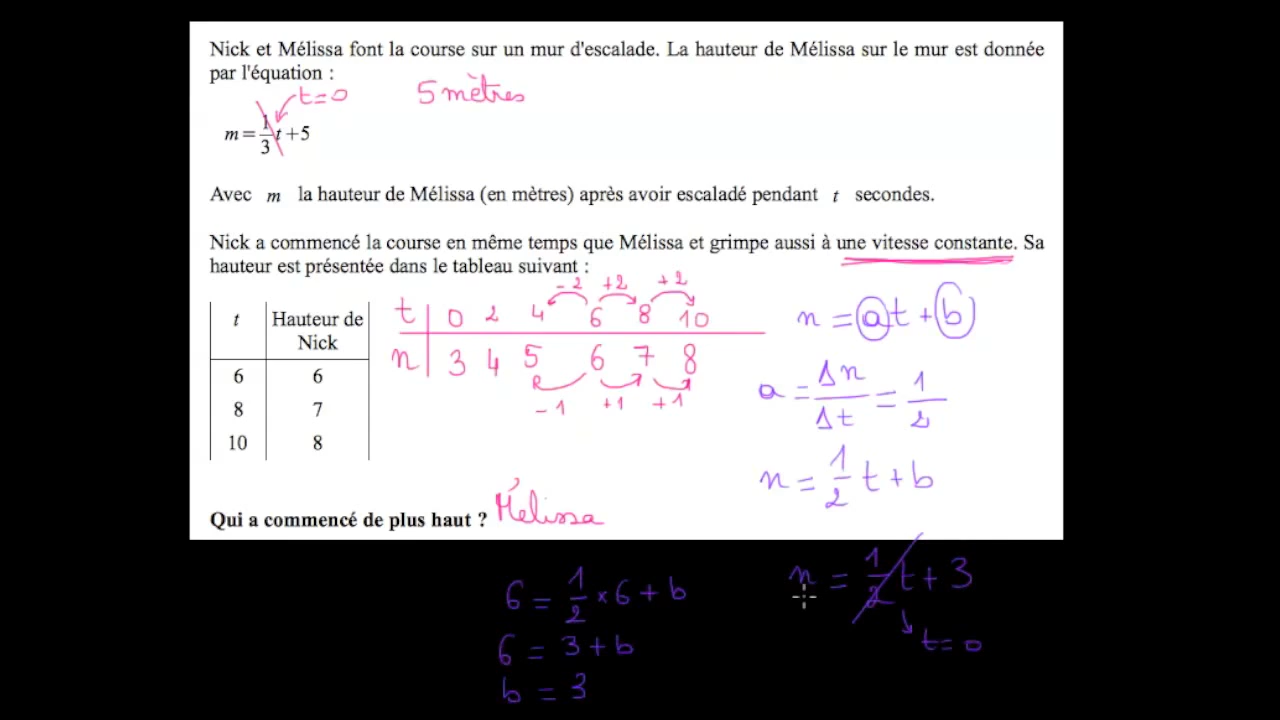 Nick et Mélissa font la course sur un mur d'escalade. La hauteur de Mélissa sur le mur est donnée
par l'équation :
t=0
5 mètres
m = 1/3 t + 5
Avec m la hauteur de Mélissa (en mètres) après avoir escaladé pendant t secondes.
Nick a commencé la course en même temps que Mélissa et grimpe aussi à une vitesse constante. Sa
hauteur est présentée dans le tableau suivant :
t Hauteur de Nick
6 6
8 7
10 8
-2 +2 +2
t 0 2 4 6 8 10
n 3 4 5 6 7 8
-1 +1 +1
n = at + b
a = Δn/Δt = 1/2
n = 1/2 t + b
Qui a commencé de plus haut ? Mélissa
6 = 1/2 × 6 + b
6 = 3 + b
b = 3
n = 1/2 t + 3
t = 0